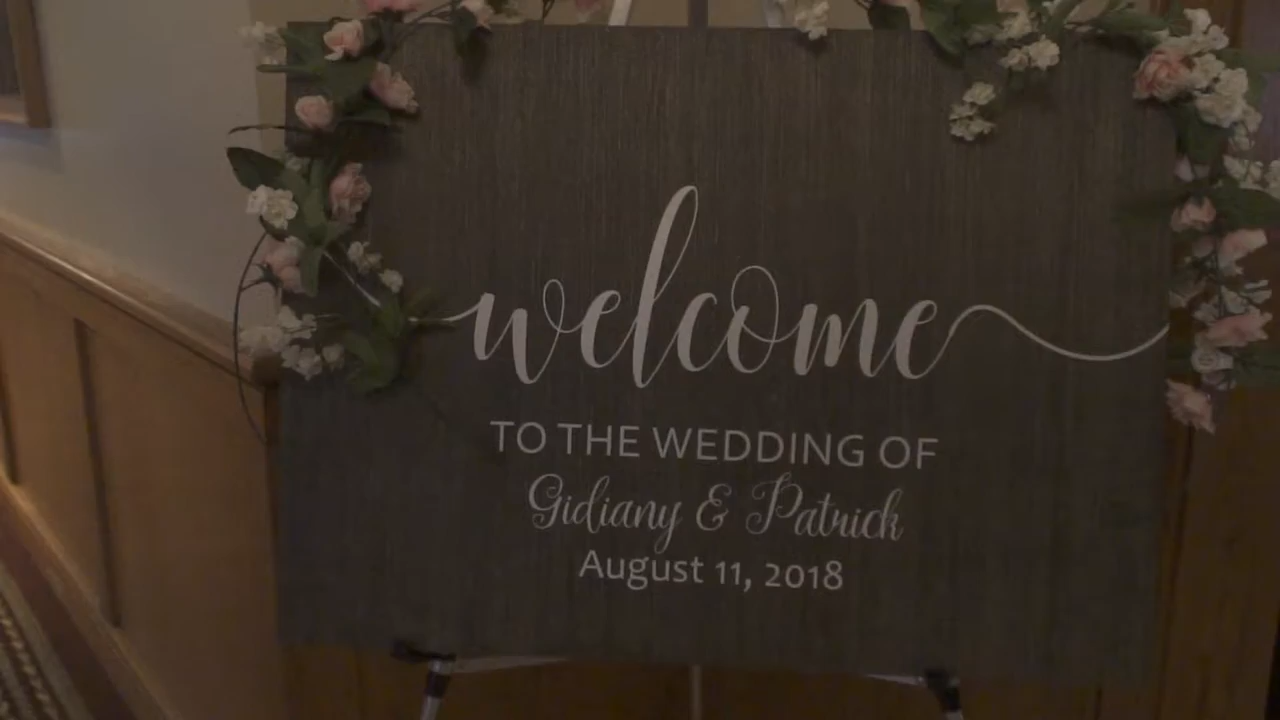 welcome
TO THE WEDDING OF
Gidiany & Patrick
August 11, 2018